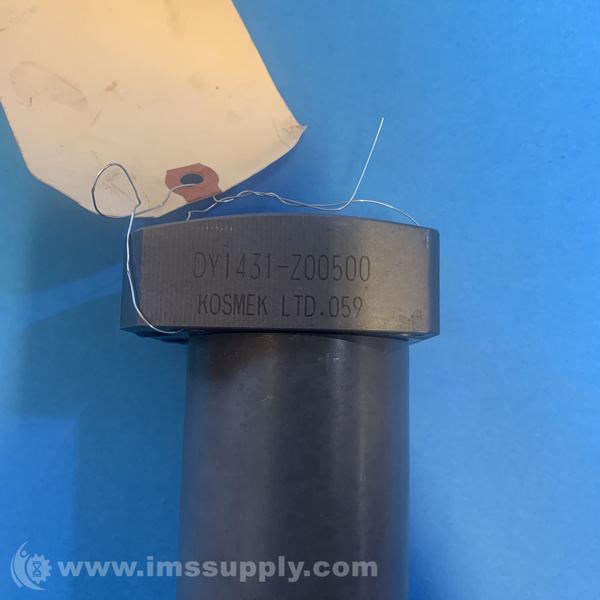 DY1431-Z00500
KOSMEK LTD.059
www.imssupply.com